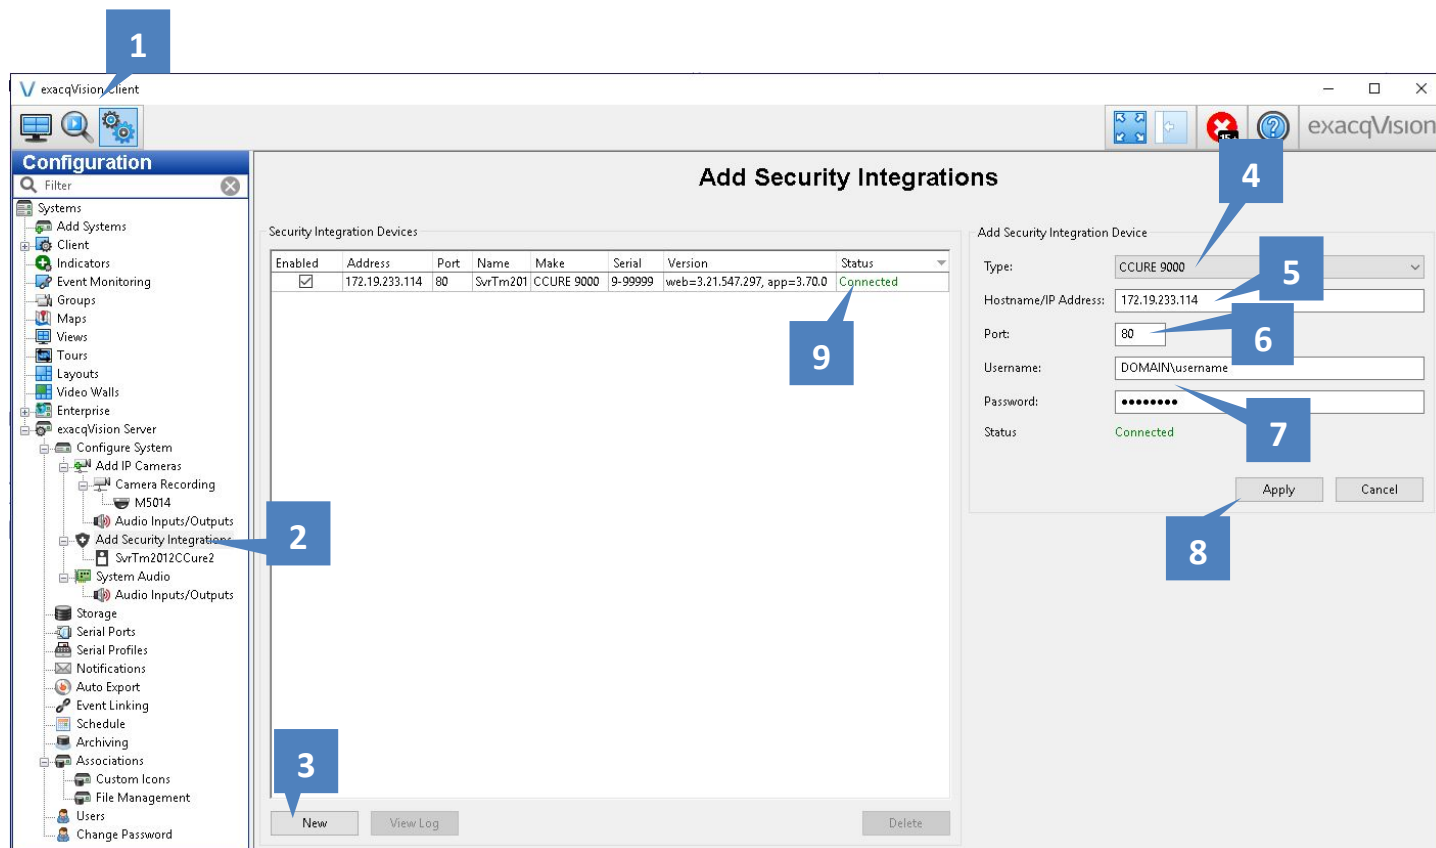 1
exacqVision Client
exacqVision
Configuration
Filter
Systems
Add Systems
Client
Indicators
Event Monitoring
Groups
Maps
Views
Tours
Layouts
Video Walls
Enterprise
exacqVision Server
Configure System
Add IP Cameras
Camera Recording
M5014
Audio Inputs/Outputs
Add Security Integrations
SvrTm2012CCure2
System Audio
Audio Inputs/Outputs
Storage
Serial Ports
Serial Profiles
Notifications
Auto Export
Event Linking
Schedule
Archiving
Associations
Custom Icons
File Management
Users
Change Password
2
Add Security Integrations
Security Integration Devices
Enabled Address Port Name Make Serial Version Status
172.19.233.114 80 SvrTm201 CCURE 9000 9-99999 web=3.21.547.297, app=3.70.0 Connected
9
3
New View Log Delete
4
Add Security Integration Device
Type: CCURE 9000
5
Hostname/IP Address: 172.19.233.114
Port: 80
6
Username: DOMAIN\username
Password: ••••••••
7
Status Connected
Apply Cancel
8